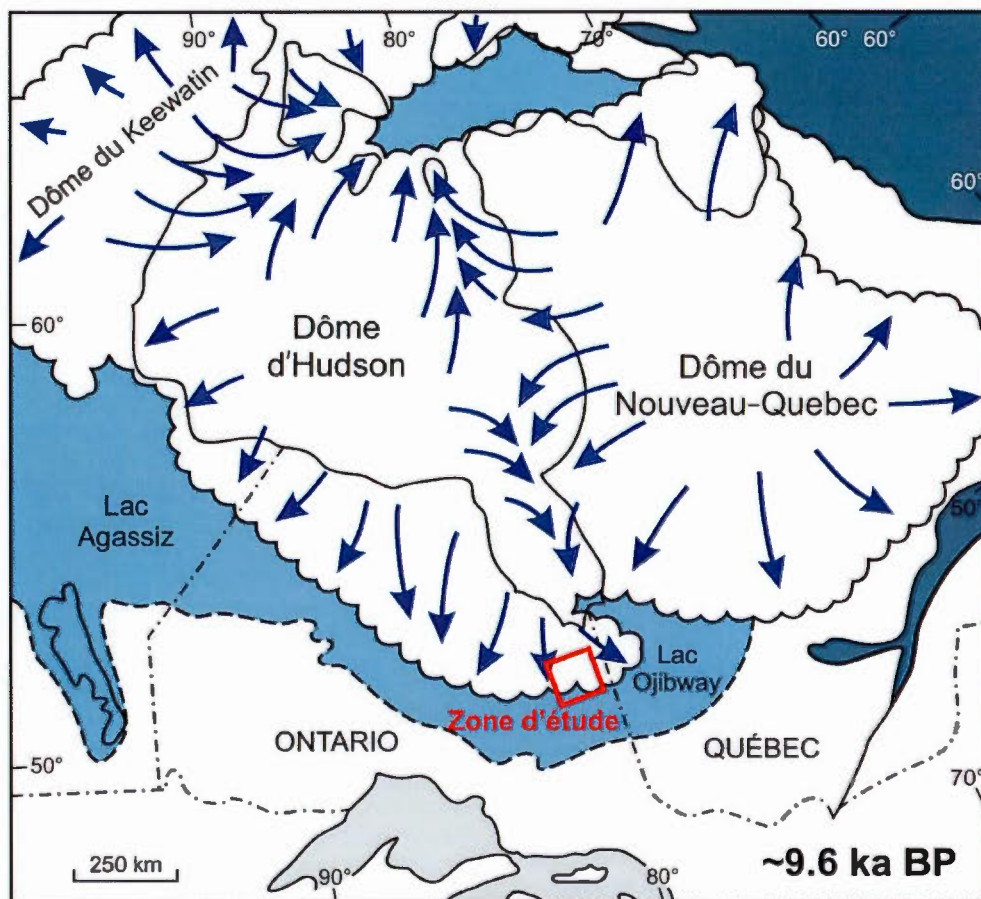 90°
80°
70°
60° 60°
Dôme du Keewatin
60°
60°
Dôme
d'Hudson
Dôme du
Nouveau-Quebec
Lac
Agassiz
50°
Lac
Ojibway
Zone d'étude
ONTARIO
QUÉBEC
50°
70°
250 km
90°
80°
~9.6 ka BP